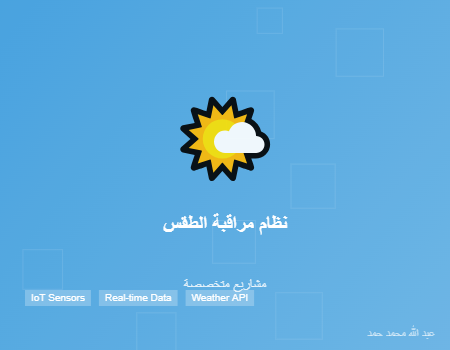 نظام مراقبة الطقس
مشاريع متخصصة
IoT Sensors Real-time Data Weather API
عبد الله محمد حمد